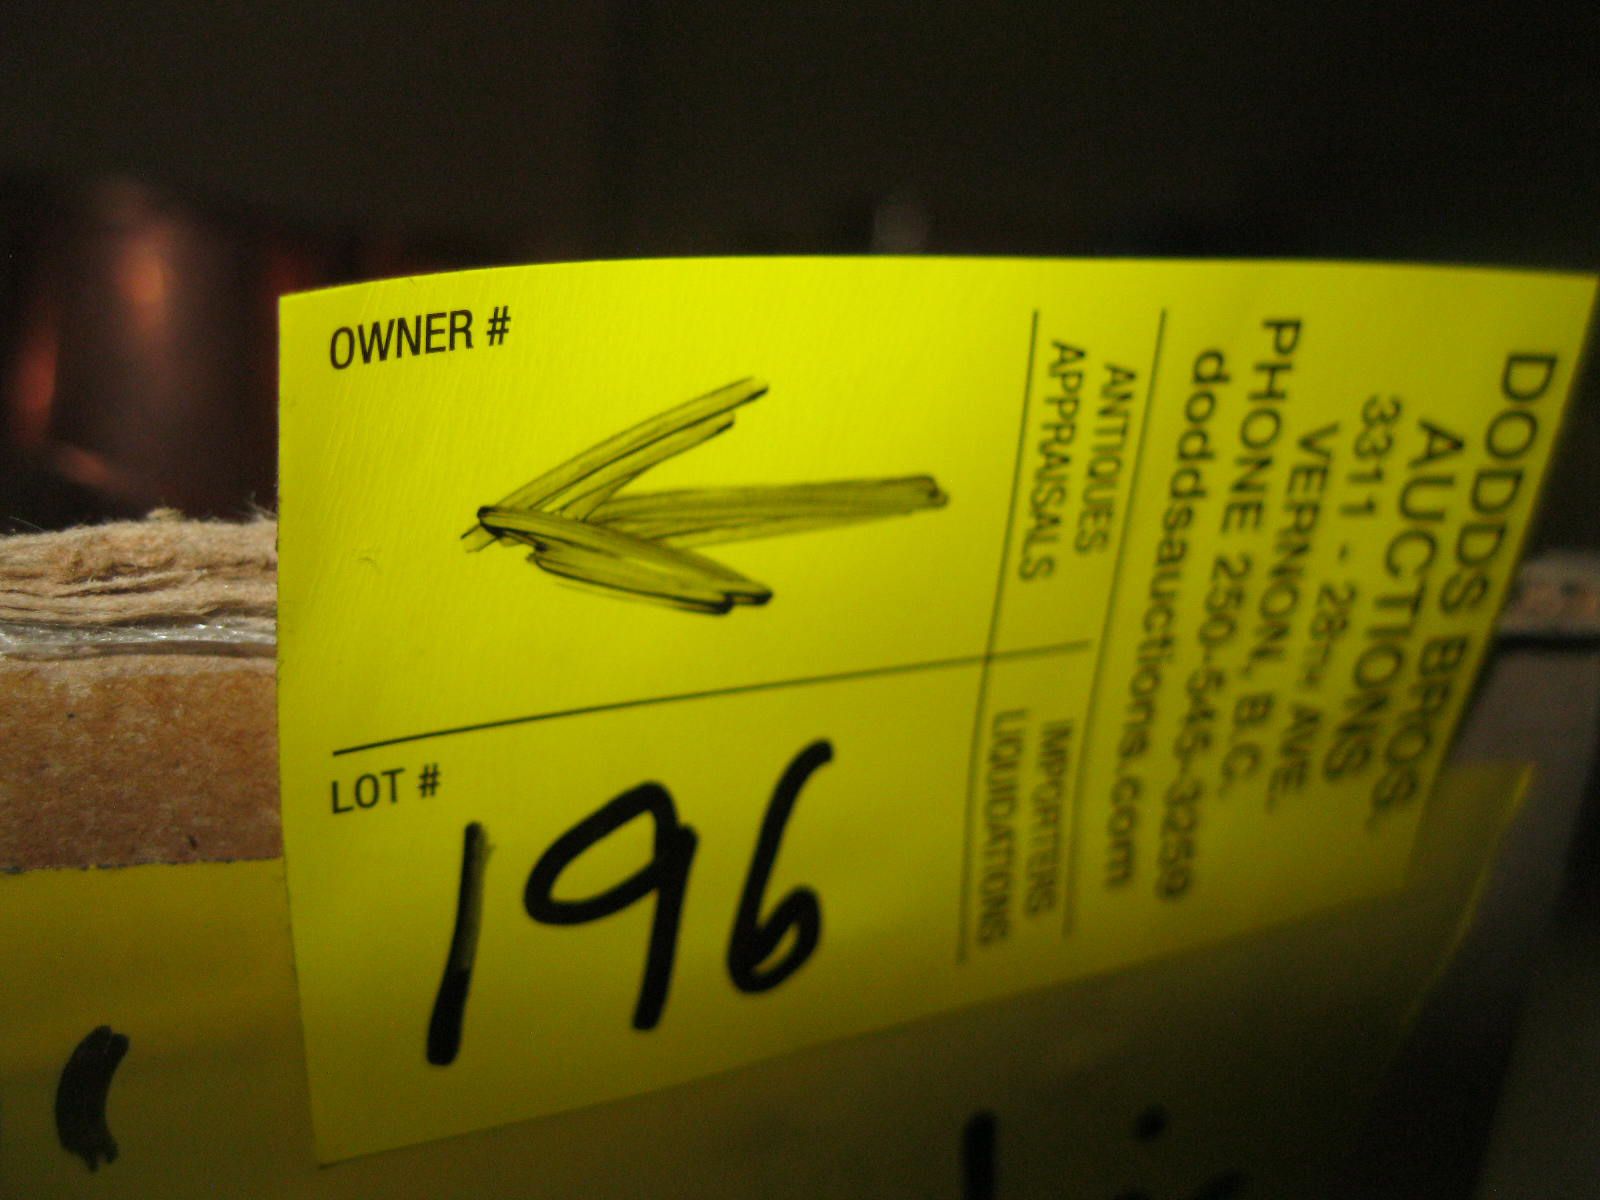 OWNER #
LOT #
196
DODDS BROS.
AUCTIONS
3311 - 28TH AVE.
VERNON, B.C.
PHONE 250-545-3259
doddsauctions.com
ANTIQUES
APPRAISALS
IMPORTERS
LIQUIDATIONS